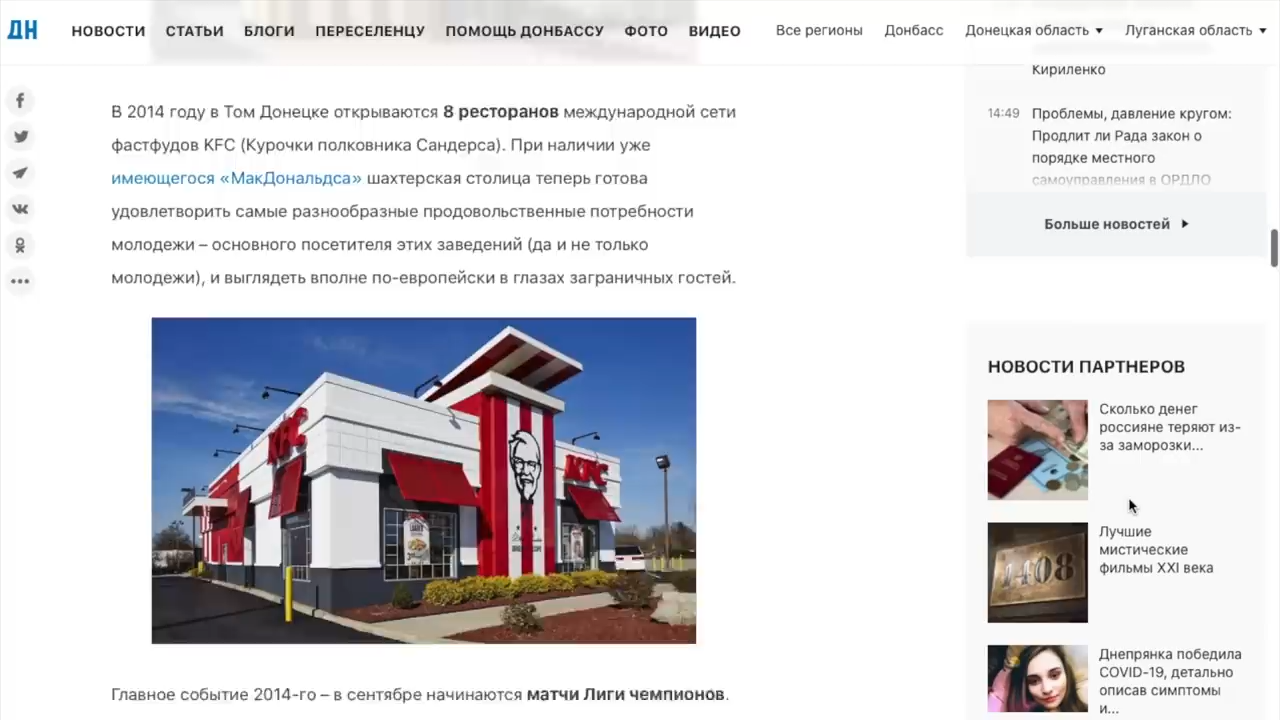 ДН
НОВОСТИ СТАТЬИ БЛОГИ ПЕРЕСЕЛЕНЦУ ПОМОЩЬ ДОНБАССУ ФОТО ВИДЕО
Все регионы Донбасс Донецкая область Луганская область
В 2014 году в Том Донецке открываются 8 ресторанов международной сети
фастфудов KFC (Курочки полковника Сандерса). При наличии уже
имеющегося «МакДональдса» шахтерская столица теперь готова
удовлетворить самые разнообразные продовольственные потребности
молодежи – основного посетителя этих заведений (да и не только
молодежи), и выглядеть вполне по-европейски в глазах заграничных гостей.
KFC
KFC
Главное событие 2014-го – в сентябре начинаются матчи Лиги чемпионов.
Кириленко
14:49 Проблемы, давление кругом:
Продлит ли Рада закон о
порядке местного
самоуправления в ОРДЛО
Больше новостей
НОВОСТИ ПАРТНЕРОВ
Сколько денег
россияне теряют из-
за заморозки...
1408
Лучшие
мистические
фильмы XXI века
Днепрянка победила
COVID-19, детально
описав симптомы
и...